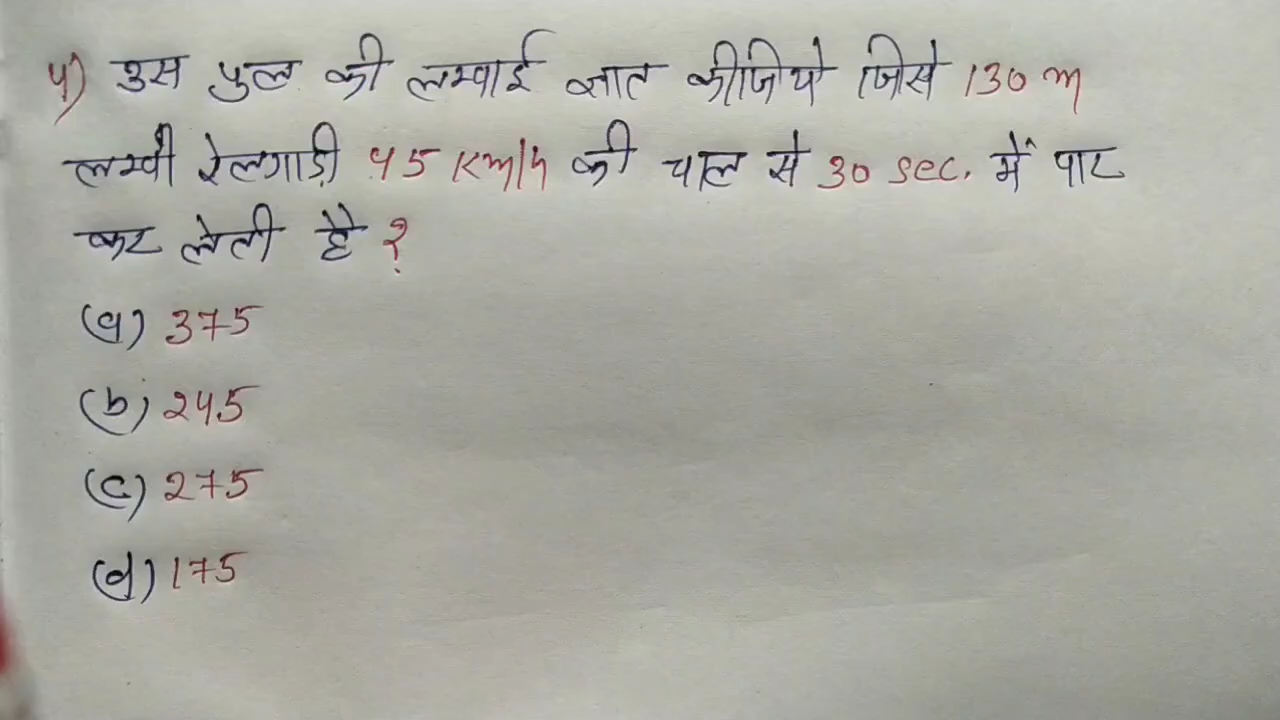 4) उस पुल की लम्बाई ज्ञात कीजिये जिसे 130 m
लम्बी रेलगाड़ी 45 Km/h की चाल से 30 sec. में पार
कर लेती है ?
(a) 375
(b) 245
(c) 275
(d) 175